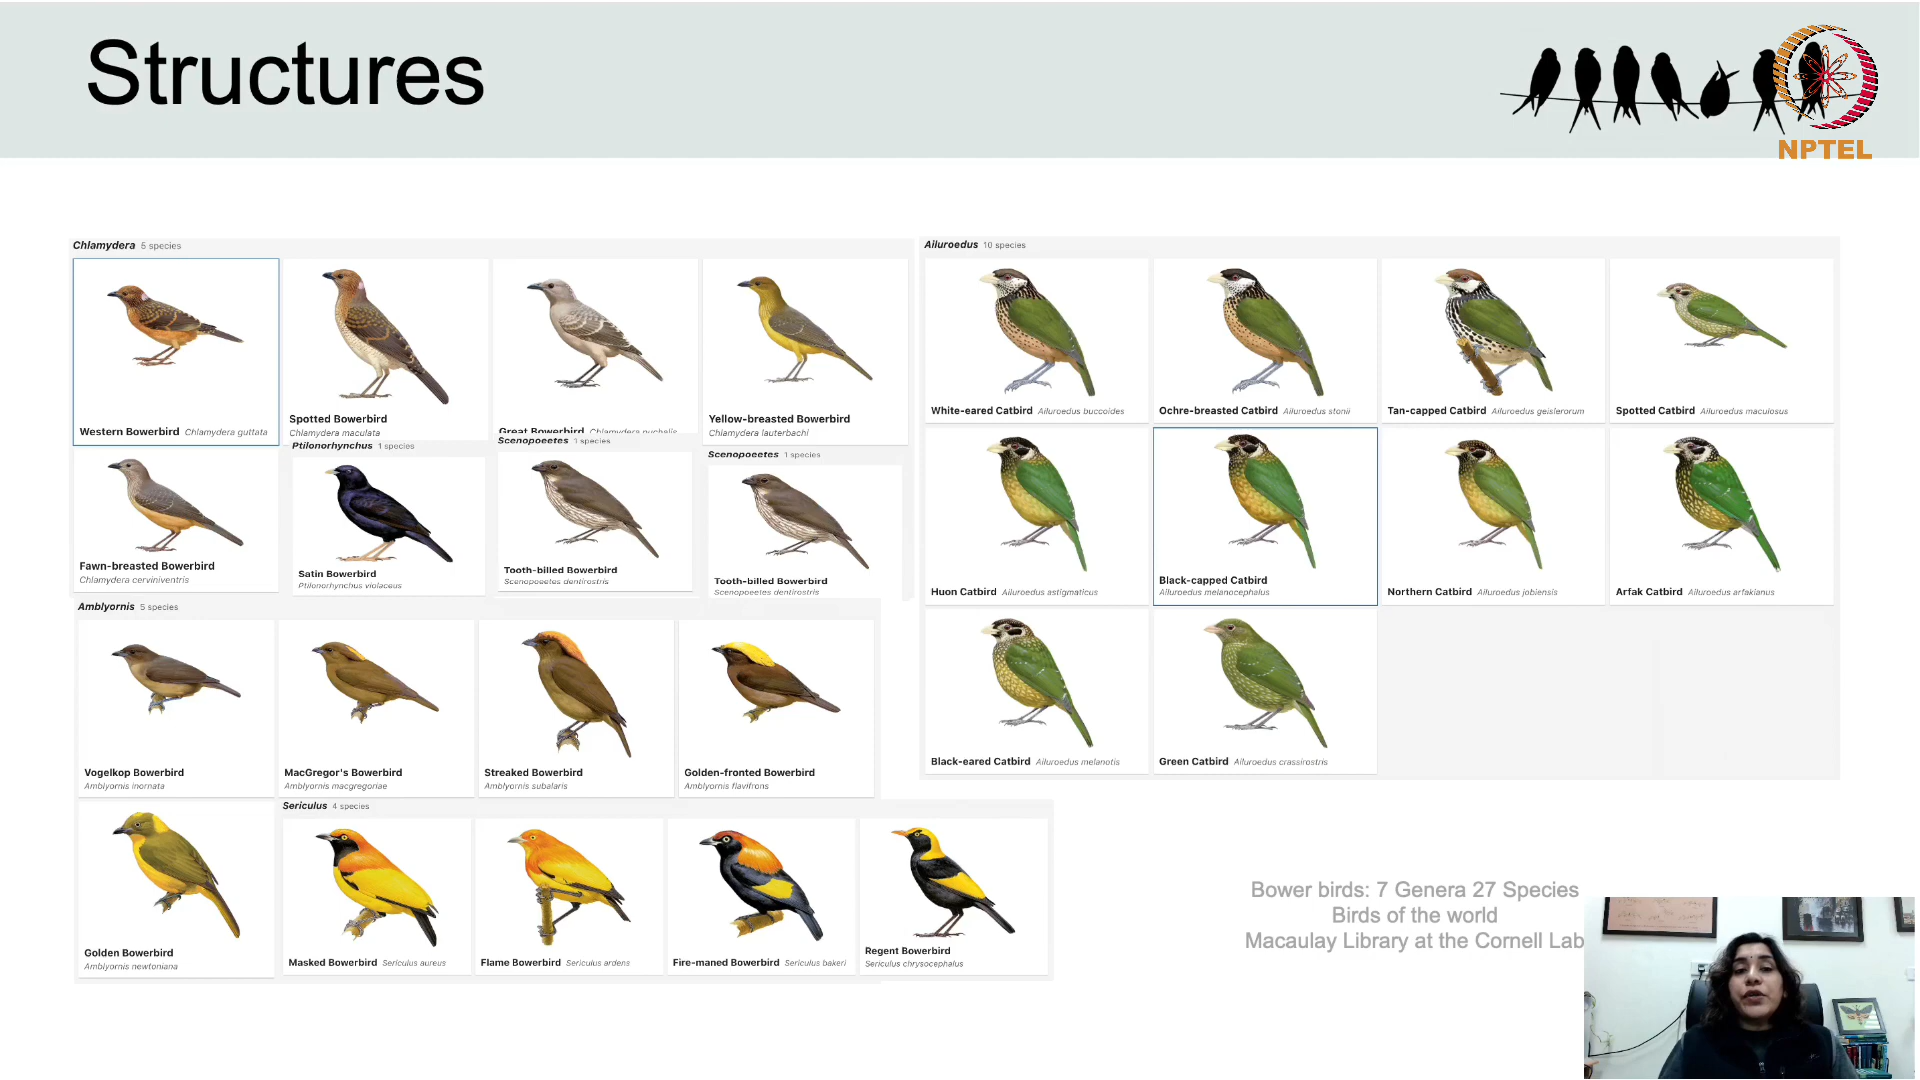 Structures
NPTEL
Chlamydera 5 species
Western Bowerbird Chlamydera guttata
Spotted Bowerbird
Chlamydera maculata
Great Bowerbird Chlamydera nuchalis
Yellow-breasted Bowerbird
Chlamydera lauterbachi
Fawn-breasted Bowerbird
Chlamydera cerviniventris
Ptilonorhynchus 1 species
Satin Bowerbird
Ptilonorhynchus violaceus
Scenopoeetes 1 species
Tooth-billed Bowerbird
Scenopoeetes dentirostris
Scenopoeetes 1 species
Tooth-billed Bowerbird
Scenopoeetes dentirostris
Amblyornis 5 species
Vogelkop Bowerbird
Amblyornis inornata
MacGregor's Bowerbird
Amblyornis macgregoriae
Streaked Bowerbird
Amblyornis subalaris
Golden-fronted Bowerbird
Amblyornis flavifrons
Golden Bowerbird
Amblyornis newtoniana
Sericulus 4 species
Masked Bowerbird Sericulus aureus
Flame Bowerbird Sericulus ardens
Fire-maned Bowerbird Sericulus bakeri
Regent Bowerbird
Sericulus chrysocephalus
Ailuroedus 10 species
White-eared Catbird Ailuroedus buccoides
Ochre-breasted Catbird Ailuroedus stonii
Tan-capped Catbird Ailuroedus geislerorum
Spotted Catbird Ailuroedus maculosus
Huon Catbird Ailuroedus astigmaticus
Black-capped Catbird
Ailuroedus melanocephalus
Northern Catbird Ailuroedus jobiensis
Arfak Catbird Ailuroedus arfakianus
Black-eared Catbird Ailuroedus melanotis
Green Catbird Ailuroedus crassirostris
Bower birds: 7 Genera 27 Species
Birds of the world
Macaulay Library at the Cornell Lab